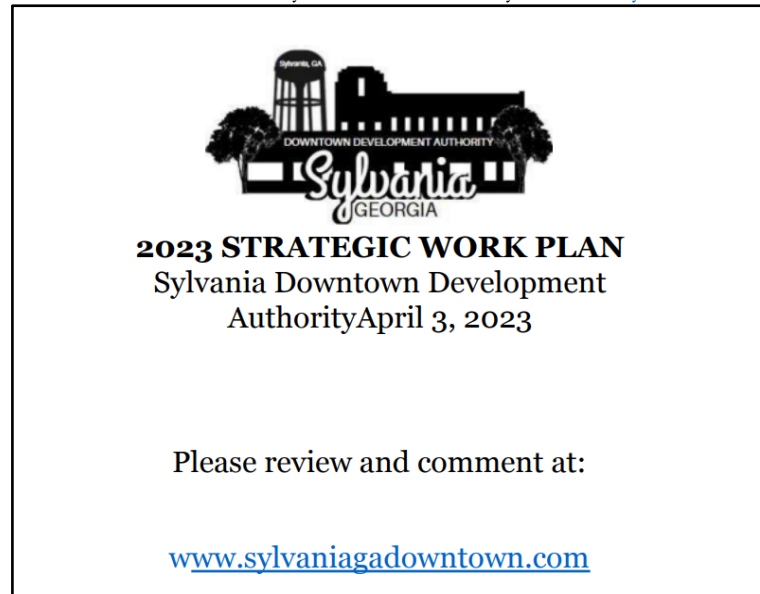 Sylvania, GA
DOWNTOWN DEVELOPMENT AUTHORITY
Sylvania
GEORGIA
2023 STRATEGIC WORK PLAN
Sylvania Downtown Development
AuthorityApril 3, 2023
Please review and comment at:
www.sylvaniagadowntown.com